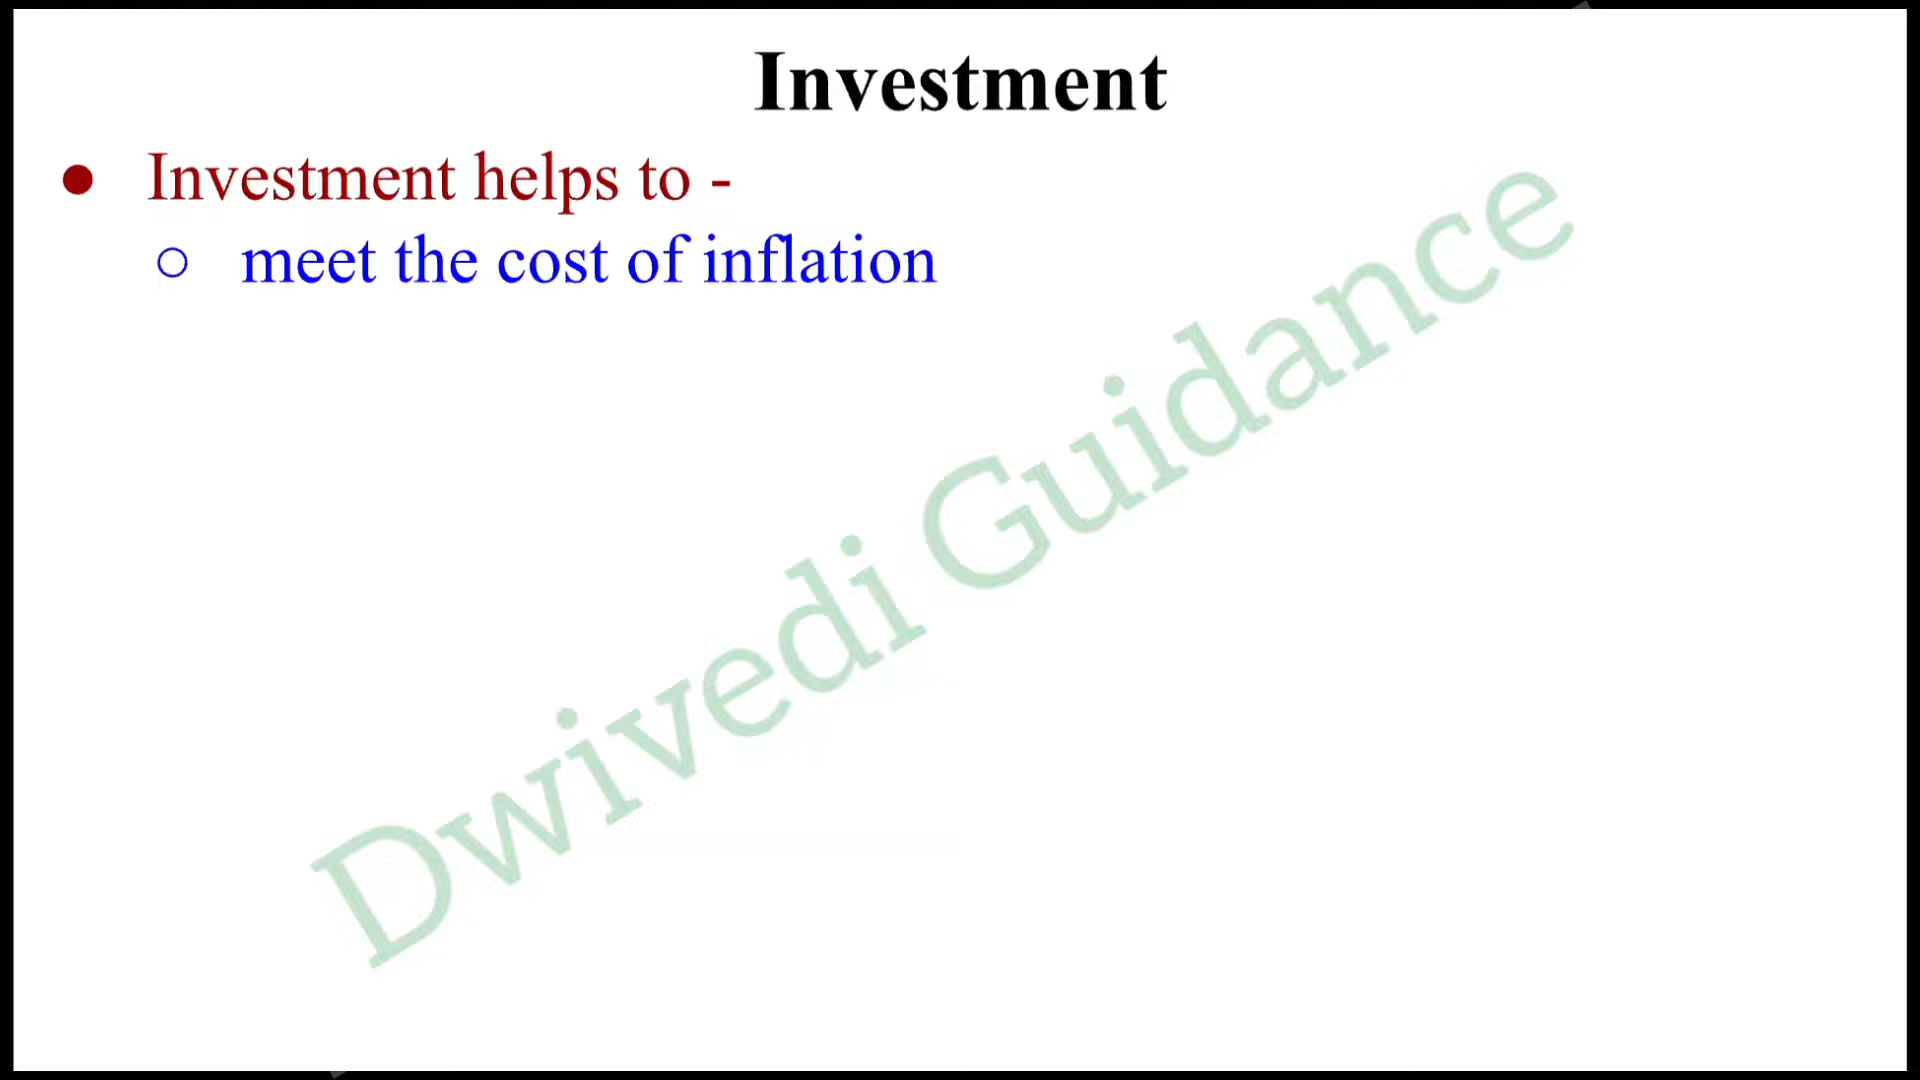 Investment
● Investment helps to -
○ meet the cost of inflation
Dwivedi Guidance